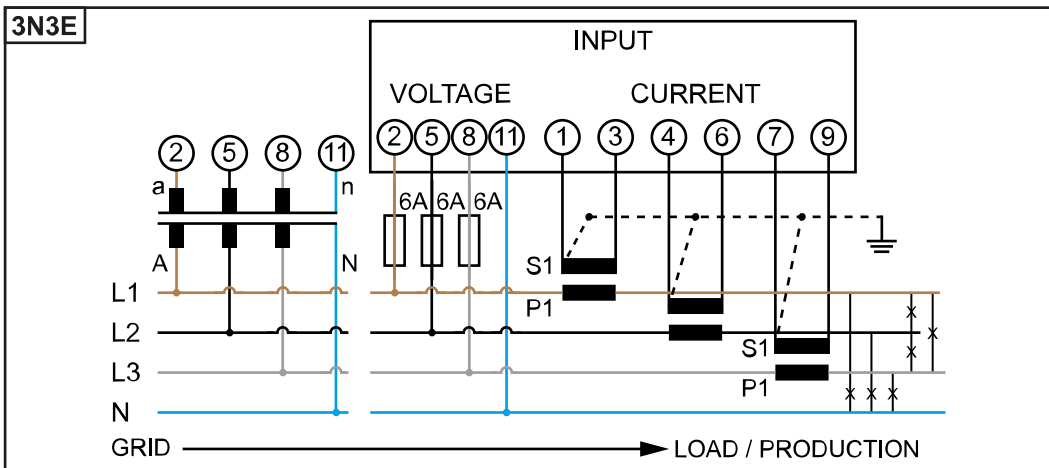 3N3E
INPUT
VOLTAGE CURRENT
2 5 8 11 1 3 4 6 7 9
2 5 8 11
a n
6A 6A 6A
A N
S1
L1 P1
L2
S1
L3 P1
N
GRID LOAD / PRODUCTION